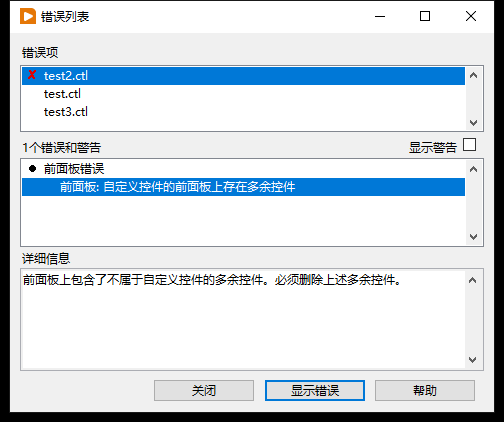 错误列表
错误项
test2.ctl
test.ctl
test3.ctl
1个错误和警告
显示警告
前面板错误
前面板: 自定义控件的前面板上存在多余控件
详细信息
前面板上包含了不属于自定义控件的多余控件。必须删除上述多余控件。
关闭
显示错误
帮助